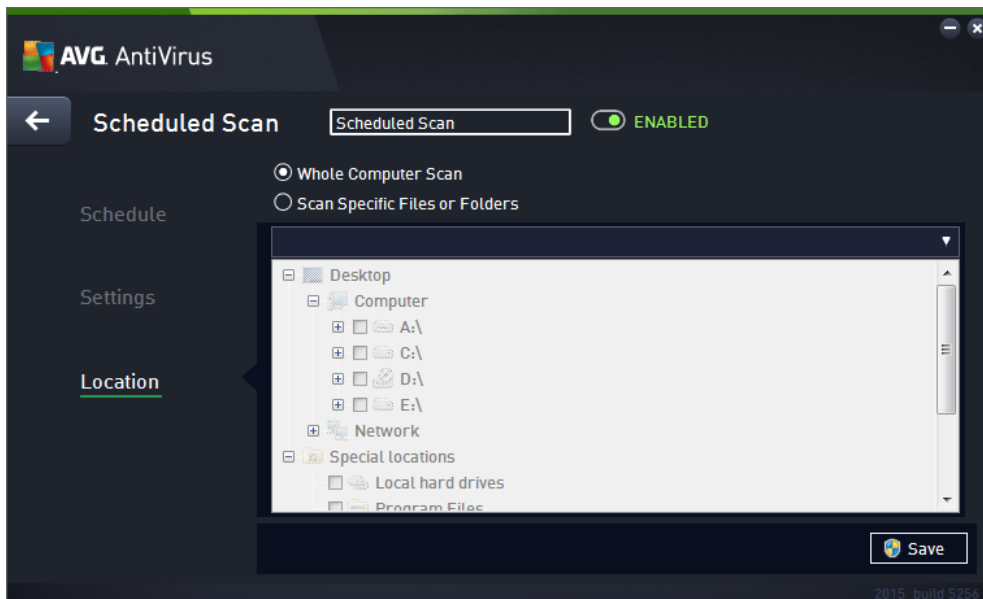 AVG. AntiVirus
Scheduled Scan
Scheduled Scan
ENABLED
Whole Computer Scan
Scan Specific Files or Folders
Schedule
Settings
Location
Desktop
Computer
A:\
C:\
D:\
E:\
Network
Special locations
Local hard drives
Program Files
Save
2015 build 5256